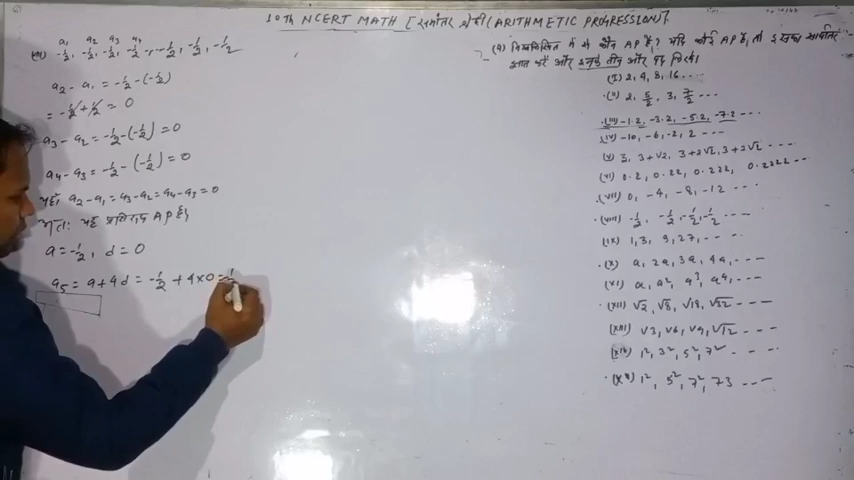 10th NCERT MATH [समांतर श्रेढ़ी (ARITHMETIC PROGRESSION)]
a₁ a₂ a₃ a₄
-1/2, -1/2, -1/2, -1/2 - - - -1/2, -1/2, -1/2
a₂ - a₁ = -1/2 - (-1/2)
= -1/2 + 1/2 = 0
a₃ - a₂ = -1/2 - (-1/2) = 0
a₄ - a₃ = -1/2 - (-1/2) = 0
यहाँ a₂ - a₁ = a₃ - a₂ = a₄ - a₃ = 0
अतः यह
AP है
a = -1/2, d = 0
a₅ = a + 4d = -1/2 + 4 × 0 =
निम्नलिखित में से कौन AP है? यदि कोई AP है, तो इसका सार्वअंतर
ज्ञात करें और इनके तीन और पद लिखें।
(I) 2, 4, 8, 16 ....
(II) 2, 5/2, 3, 7/2 - - -
(III) -1.2, -3.2, -5.2, -7.2 - - -
(IV) -10, -6, -2, 2 - - -
(V) 3, 3+√2, 3+2√2, 3+3√2 - - - -
(VI) 0.2, 0.22, 0.222, 0.2222 - - -
(VII) 0, -4, -8, -12 - - -
(VIII) -1/2, -1/2, -1/2, -1/2 - - - -
(IX) 1, 3, 9, 27, - - -
(X) a, 2a, 3a, 4a, - - -
(XI) a, a², a³, a⁴, - - -
(XII) √2, √8, √18, √32 - - -
(XIII) √3, √6, √9, √12 - - -
(XIV) 1², 3², 5², 7² - - -
(XV) 1², 5², 7², 73 - - -